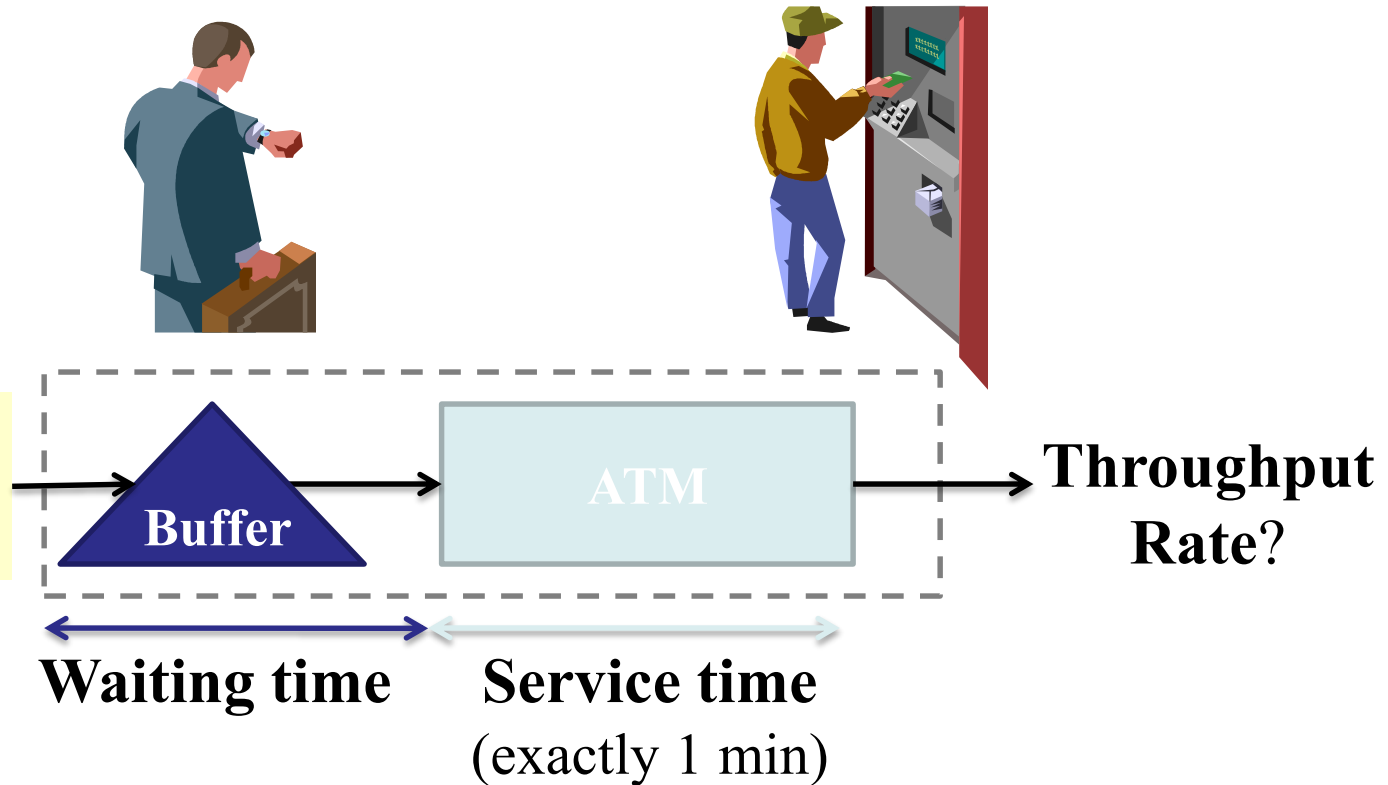 Buffer
ATM
Throughput
Rate?
Waiting time
Service time
(exactly 1 min)